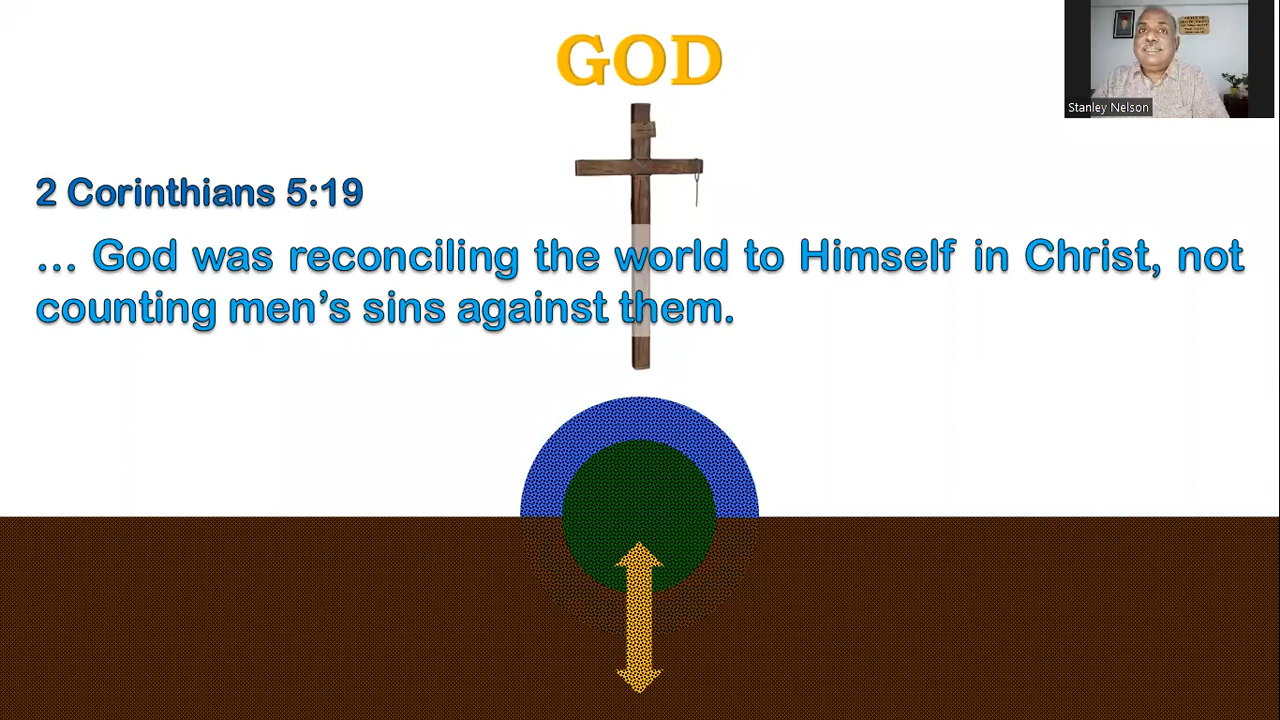 GOD
Stanley Nelson
2 Corinthians 5:19
… God was reconciling the world to Himself in Christ, not
counting men’s sins against them.